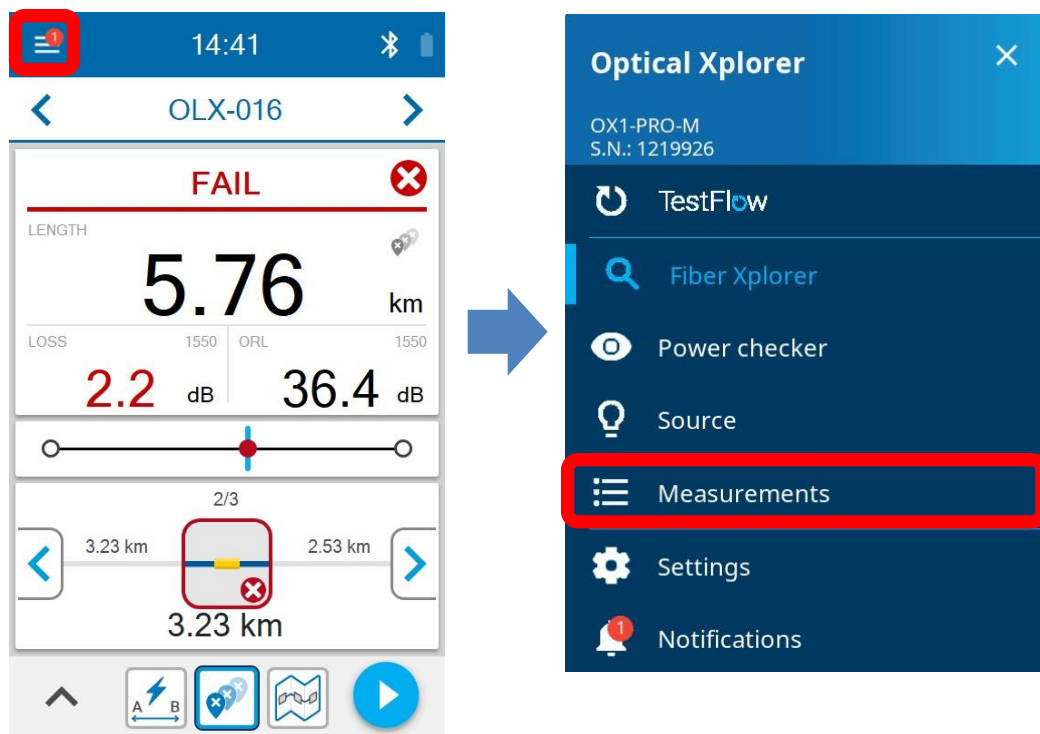 1
14:41
OLX-016
FAIL
LENGTH
5.76 km
LOSS 1550 ORL 1550
2.2 dB 36.4 dB
2/3
3.23 km 2.53 km
3.23 km
A B
Optical Xplorer
OX1-PRO-M
S.N.: 1219926
TestFlow
Fiber Xplorer
Power checker
Source
Measurements
Settings
1
Notifications